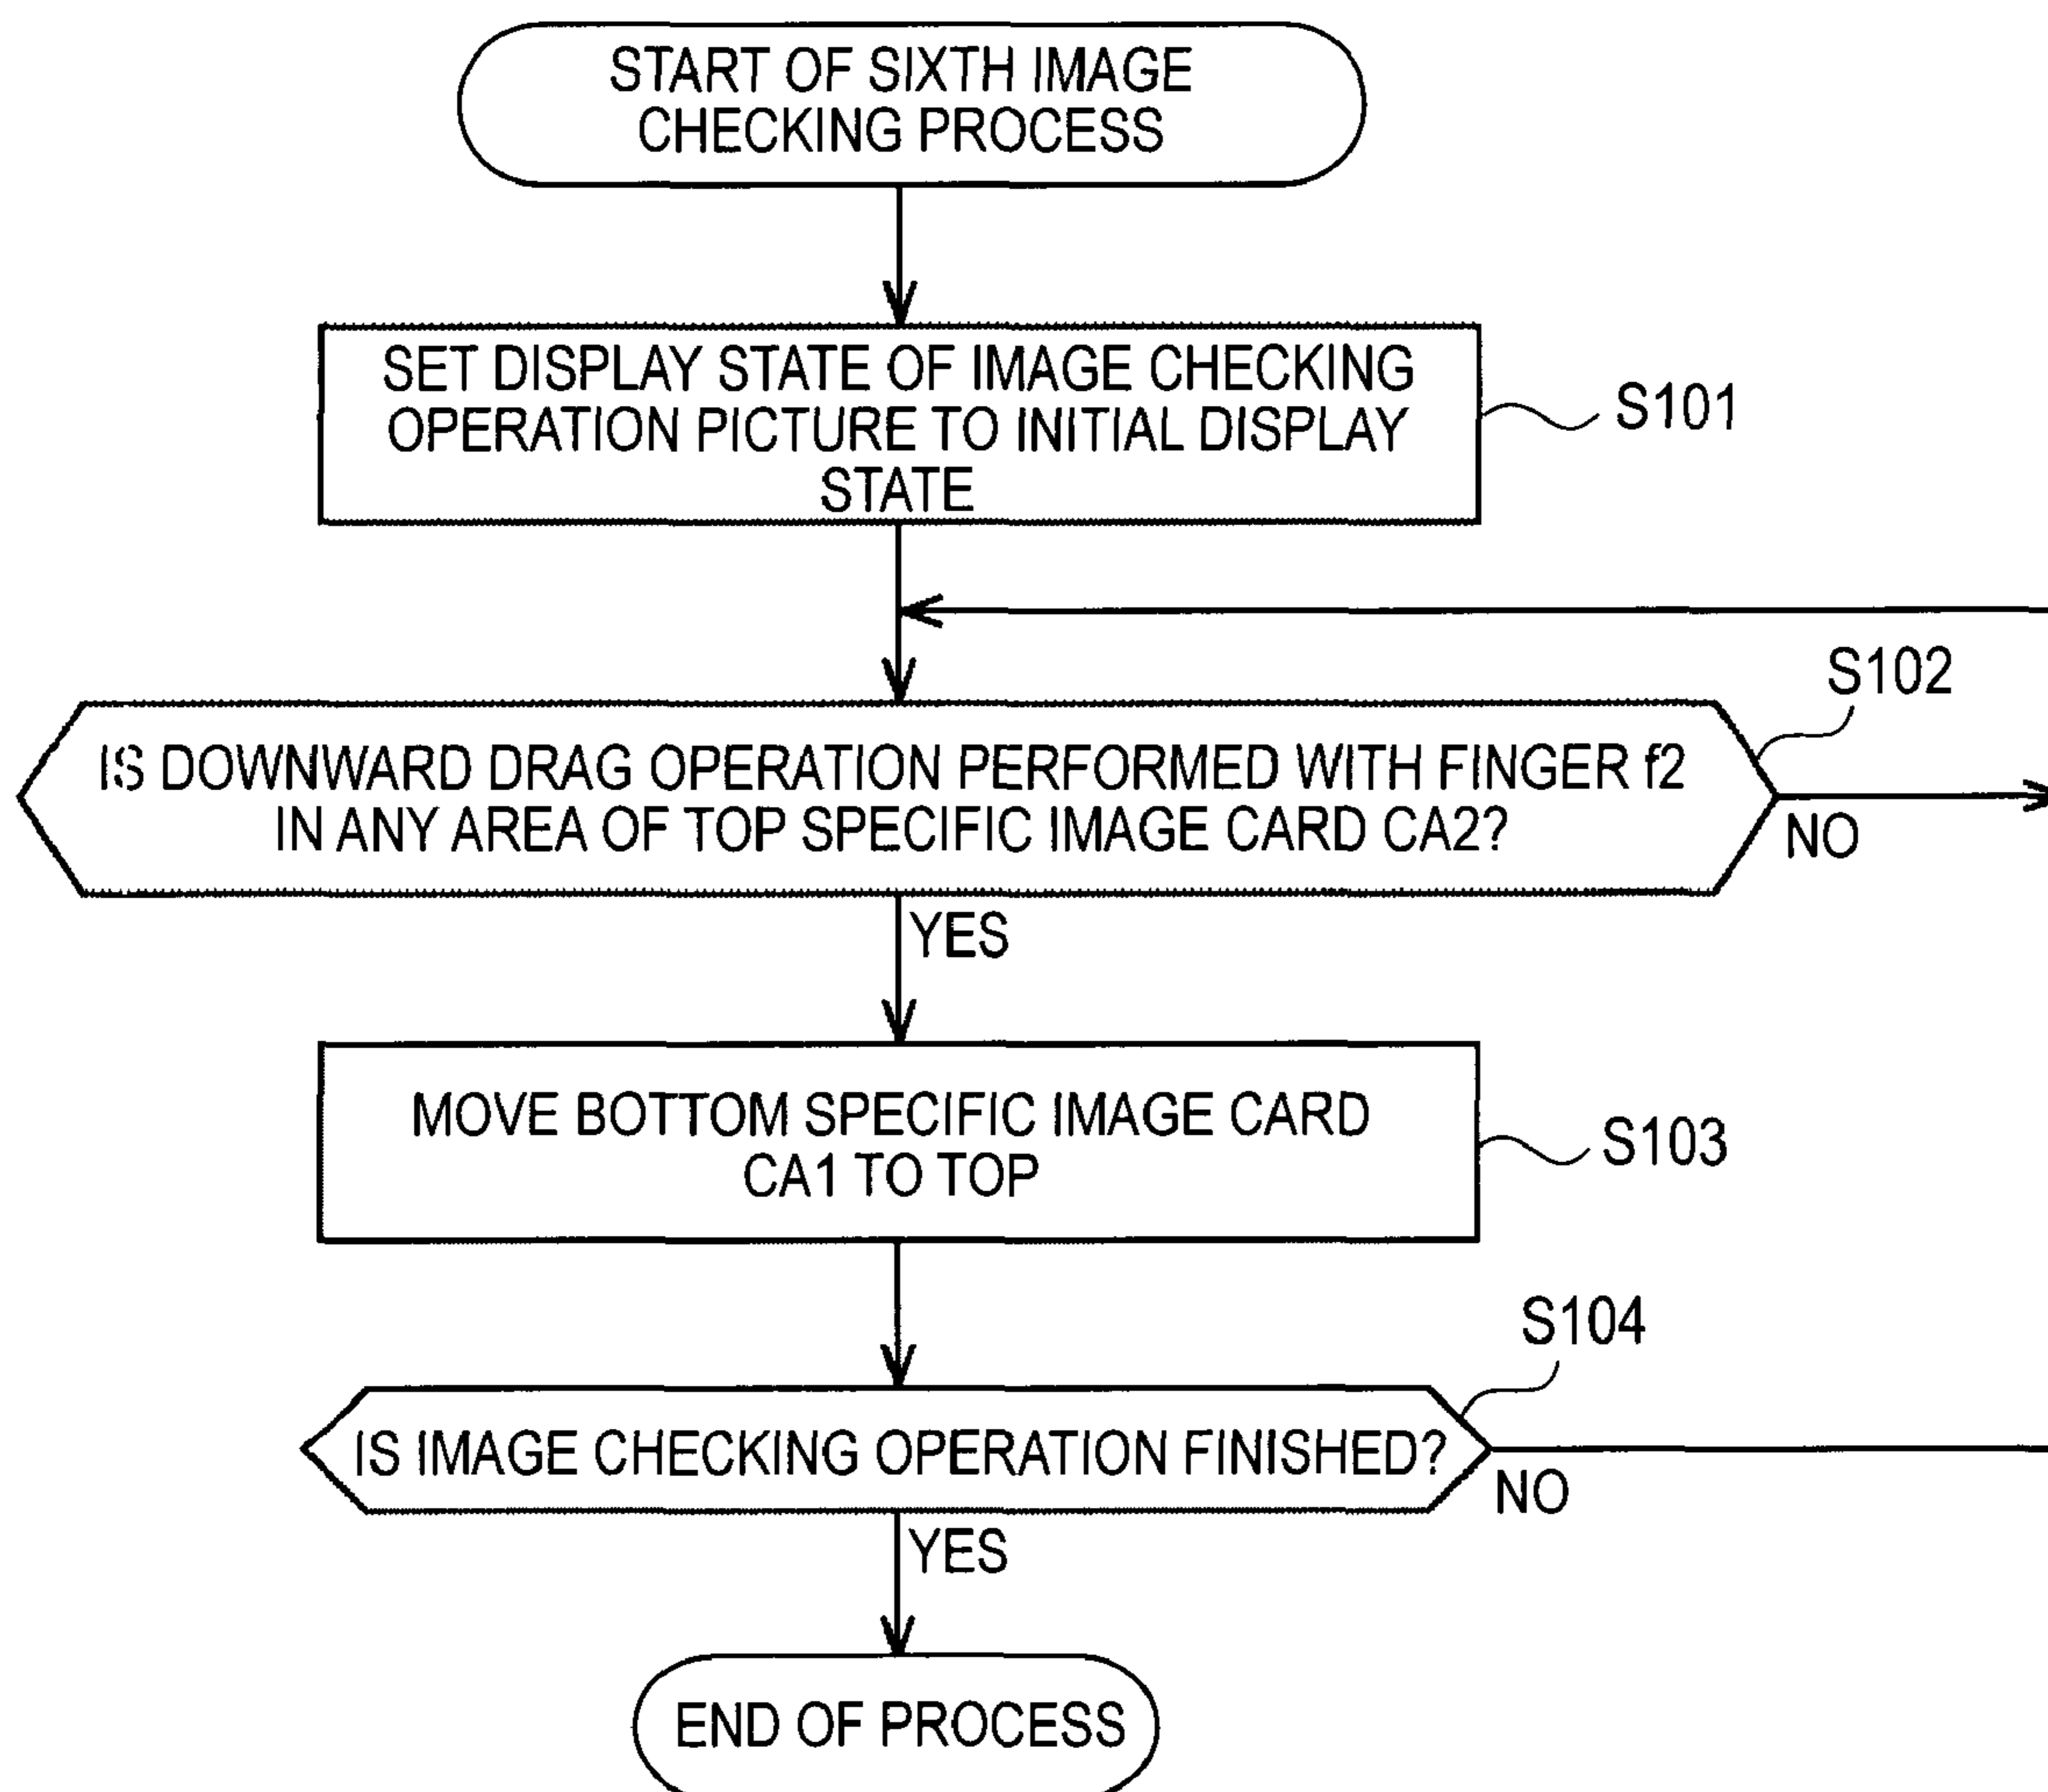 START OF SIXTH IMAGE
CHECKING PROCESS
SET DISPLAY STATE OF IMAGE CHECKING
OPERATION PICTURE TO INITIAL DISPLAY
STATE
S101
S102
IS DOWNWARD DRAG OPERATION PERFORMED WITH FINGER f2
IN ANY AREA OF TOP SPECIFIC IMAGE CARD CA2?
NO
YES
MOVE BOTTOM SPECIFIC IMAGE CARD
CA1 TO TOP
S103
S104
IS IMAGE CHECKING OPERATION FINISHED?
NO
YES
END OF PROCESS